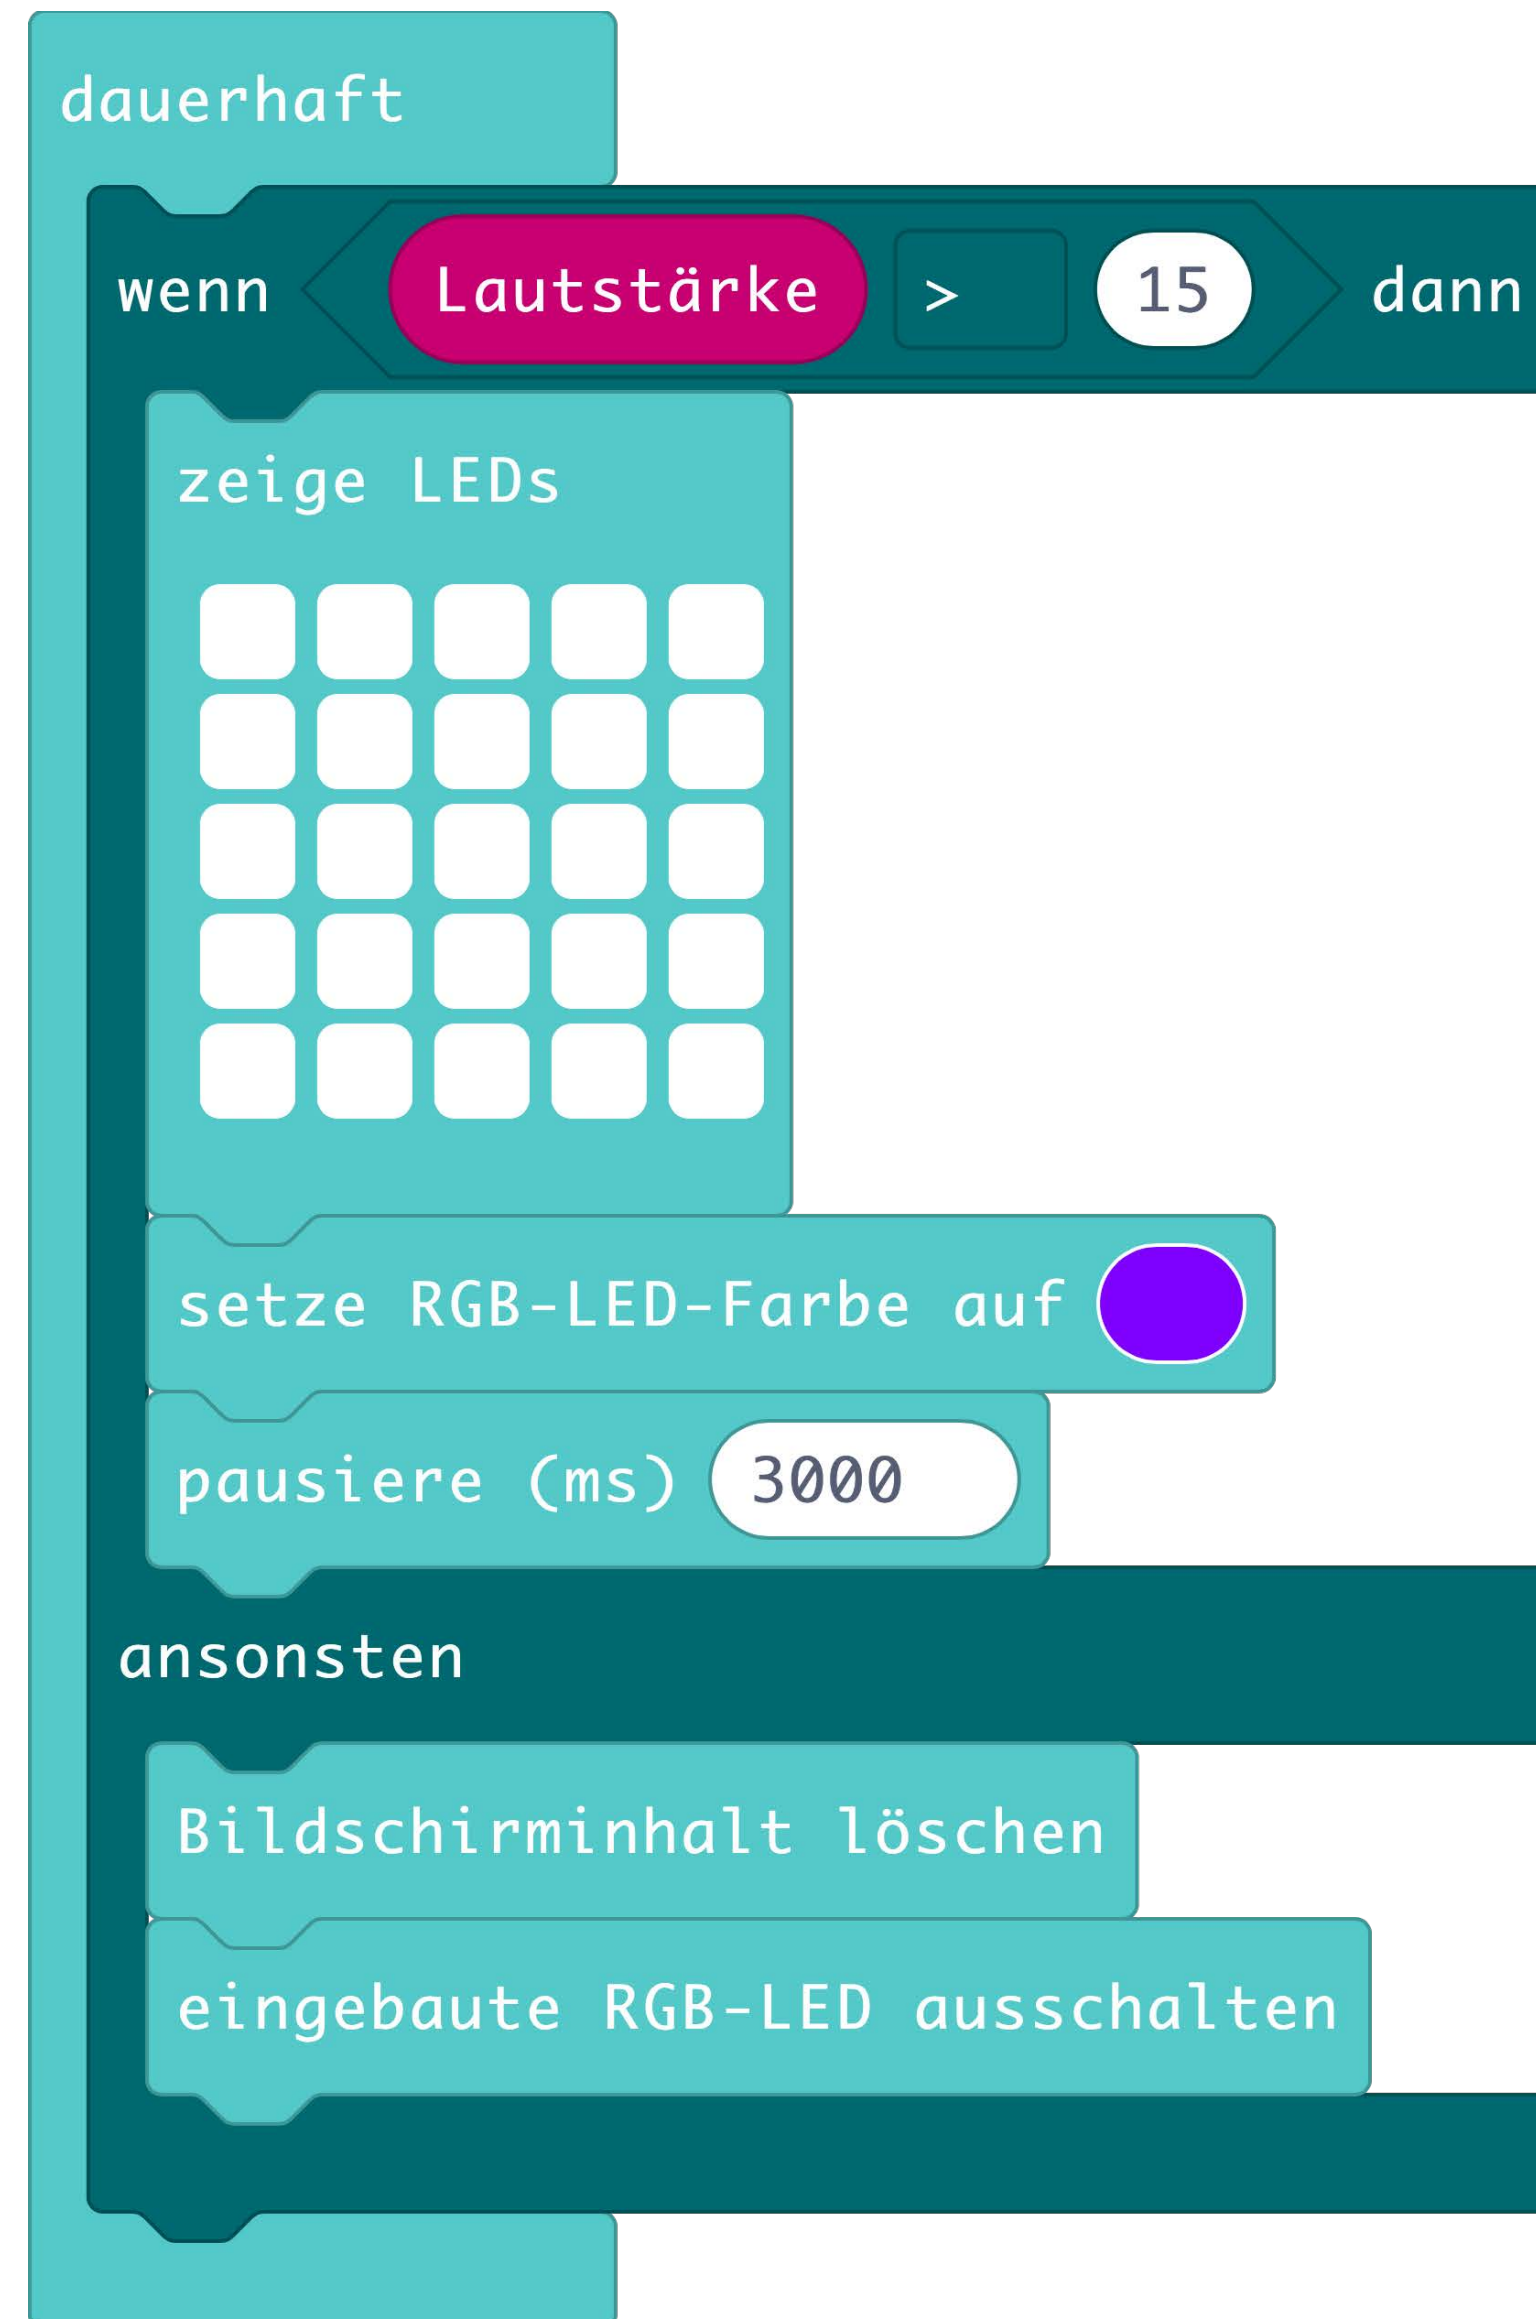 dauerhaft
wenn Lautstärke > 15 dann
zeige LEDs
setze RGB-LED-Farbe auf
pausiere (ms) 3000
ansonsten
Bildschirminhalt löschen
eingebaute RGB-LED ausschalten